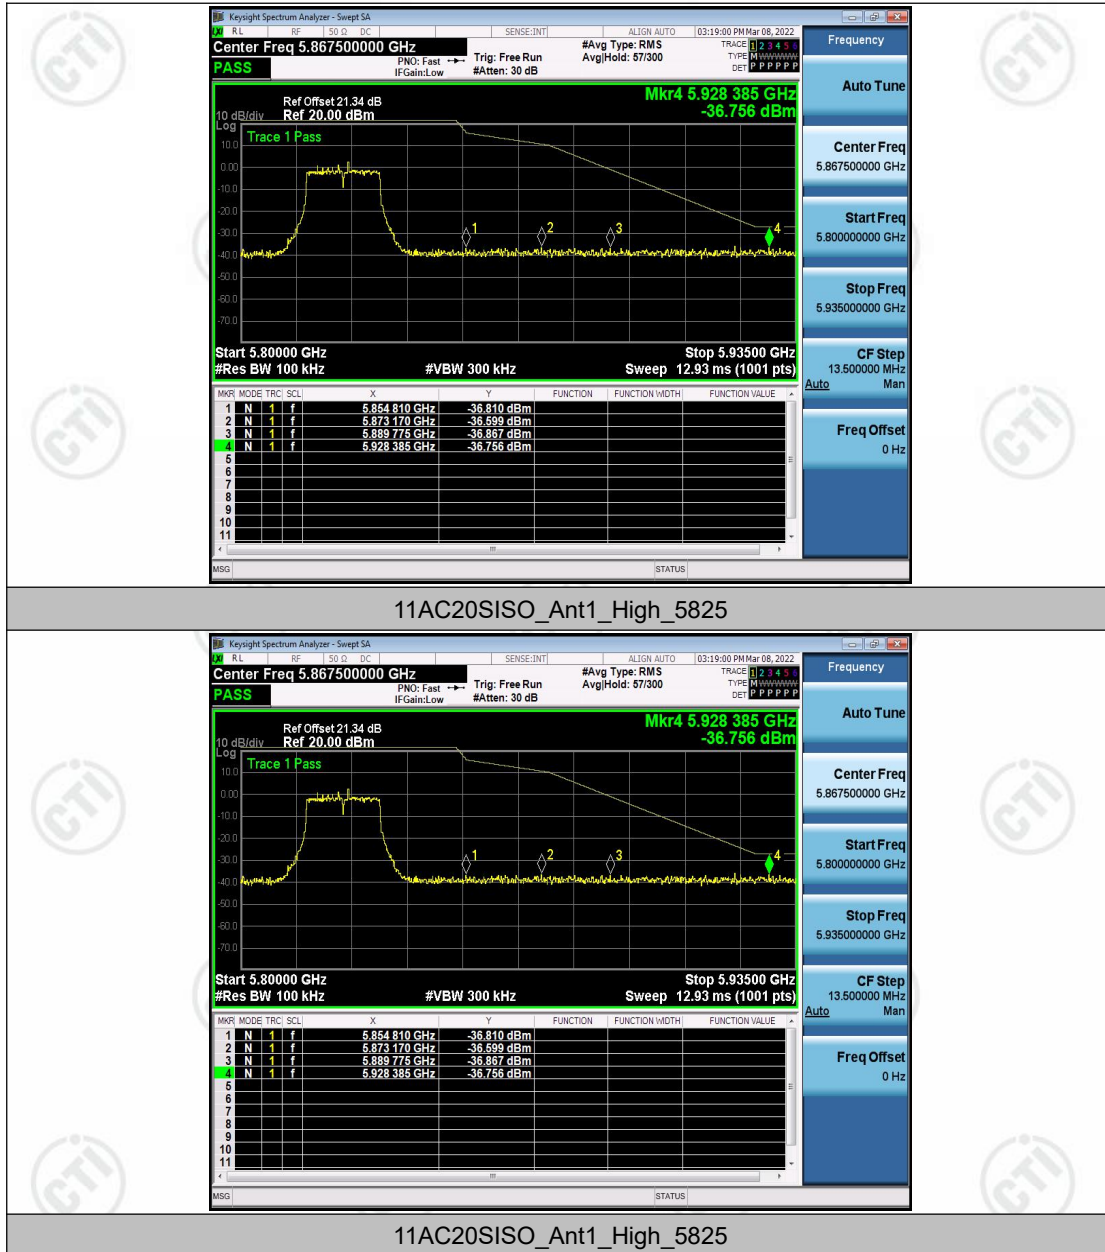 Keysight Spectrum Analyzer - Swept SA
RL RF 50 Ω DC SENSE:INT ALIGN AUTO 03:19:00 PM Mar 08, 2022
Center Freq 5.867500000 GHz #Avg Type: RMS TRACE 1 2 3 4 5 6
PASS PNO: Fast Trig: Free Run Avg|Hold: 57/300 TYPE M WWWWW
IFGain:Low #Atten: 30 dB DET P P P P P P
Ref Offset 21.34 dB Mkr4 5.928 385 GHz
10 dB/div Ref 20.00 dBm -36.756 dBm
Log
Trace 1 Pass
10.0
0.00
-10.0
-20.0
-30.0
-40.0
-50.0
-60.0
-70.0
1 2 3 4
Start 5.80000 GHz Stop 5.93500 GHz
#Res BW 100 kHz #VBW 300 kHz Sweep 12.93 ms (1001 pts)
MKR MODE TRC SCL X Y FUNCTION FUNCTION WIDTH FUNCTION VALUE
1 N 1 f 5.854 810 GHz -36.810 dBm
2 N 1 f 5.873 170 GHz -36.599 dBm
3 N 1 f 5.889 775 GHz -36.867 dBm
4 N 1 f 5.928 385 GHz -36.756 dBm
5
6
7
8
9
10
11
MSG STATUS
Frequency
Auto Tune
Center Freq
5.867500000 GHz
Start Freq
5.800000000 GHz
Stop Freq
5.935000000 GHz
CF Step
13.500000 MHz
Auto Man
Freq Offset
0 Hz
11AC20SISO_Ant1_High_5825
Keysight Spectrum Analyzer - Swept SA
RL RF 50 Ω DC SENSE:INT ALIGN AUTO 03:19:00 PM Mar 08, 2022
Center Freq 5.867500000 GHz #Avg Type: RMS TRACE 1 2 3 4 5 6
PASS PNO: Fast Trig: Free Run Avg|Hold: 57/300 TYPE M WWWWW
IFGain:Low #Atten: 30 dB DET P P P P P P
Ref Offset 21.34 dB Mkr4 5.928 385 GHz
10 dB/div Ref 20.00 dBm -36.756 dBm
Log
Trace 1 Pass
10.0
0.00
-10.0
-20.0
-30.0
-40.0
-50.0
-60.0
-70.0
1 2 3 4
Start 5.80000 GHz Stop 5.93500 GHz
#Res BW 100 kHz #VBW 300 kHz Sweep 12.93 ms (1001 pts)
MKR MODE TRC SCL X Y FUNCTION FUNCTION WIDTH FUNCTION VALUE
1 N 1 f 5.854 810 GHz -36.810 dBm
2 N 1 f 5.873 170 GHz -36.599 dBm
3 N 1 f 5.889 775 GHz -36.867 dBm
4 N 1 f 5.928 385 GHz -36.756 dBm
5
6
7
8
9
10
11
MSG STATUS
Frequency
Auto Tune
Center Freq
5.867500000 GHz
Start Freq
5.800000000 GHz
Stop Freq
5.935000000 GHz
CF Step
13.500000 MHz
Auto Man
Freq Offset
0 Hz
11AC20SISO_Ant1_High_5825
CTI
CTI
CTI
CTI
CTI
CTI
CTI
CTI